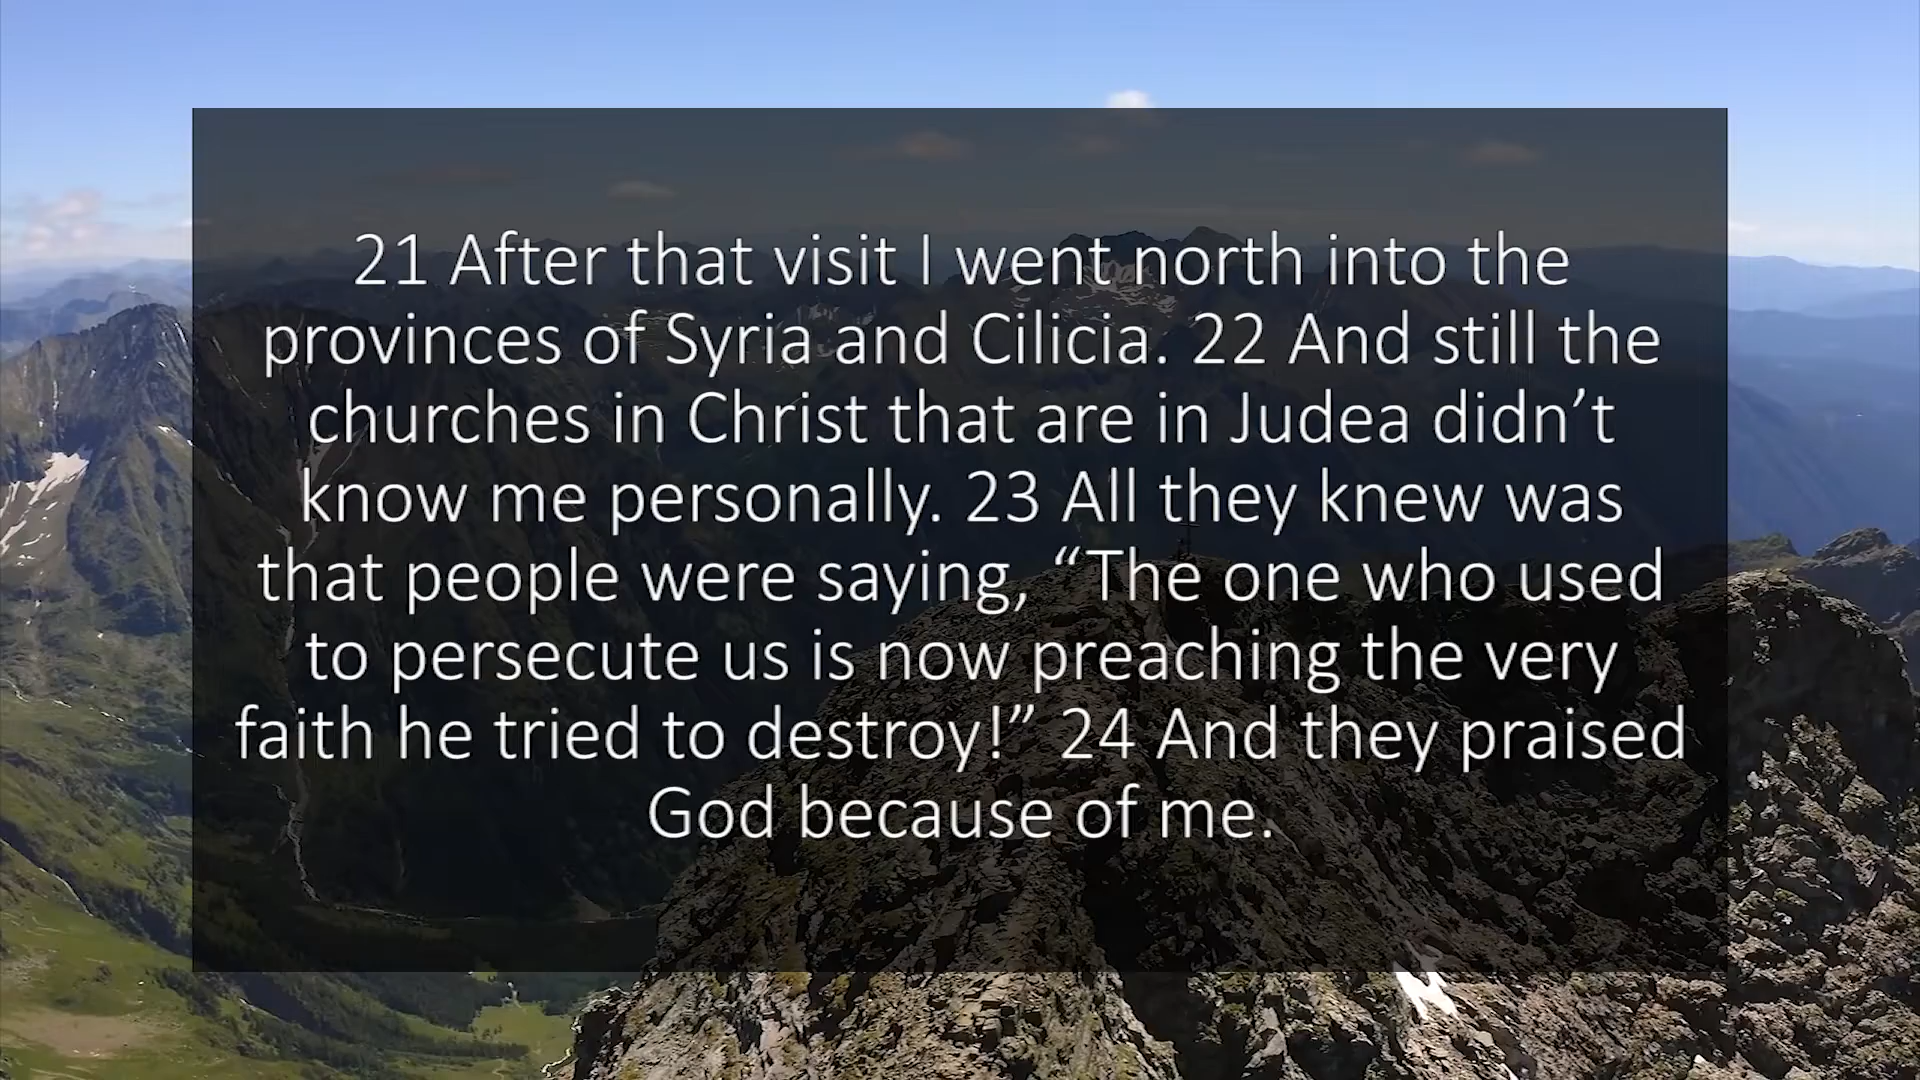 21 After that visit I went north into the
provinces of Syria and Cilicia. 22 And still the
churches in Christ that are in Judea didn’t
know me personally. 23 All they knew was
that people were saying, “The one who used
to persecute us is now preaching the very
faith he tried to destroy!” 24 And they praised
God because of me.